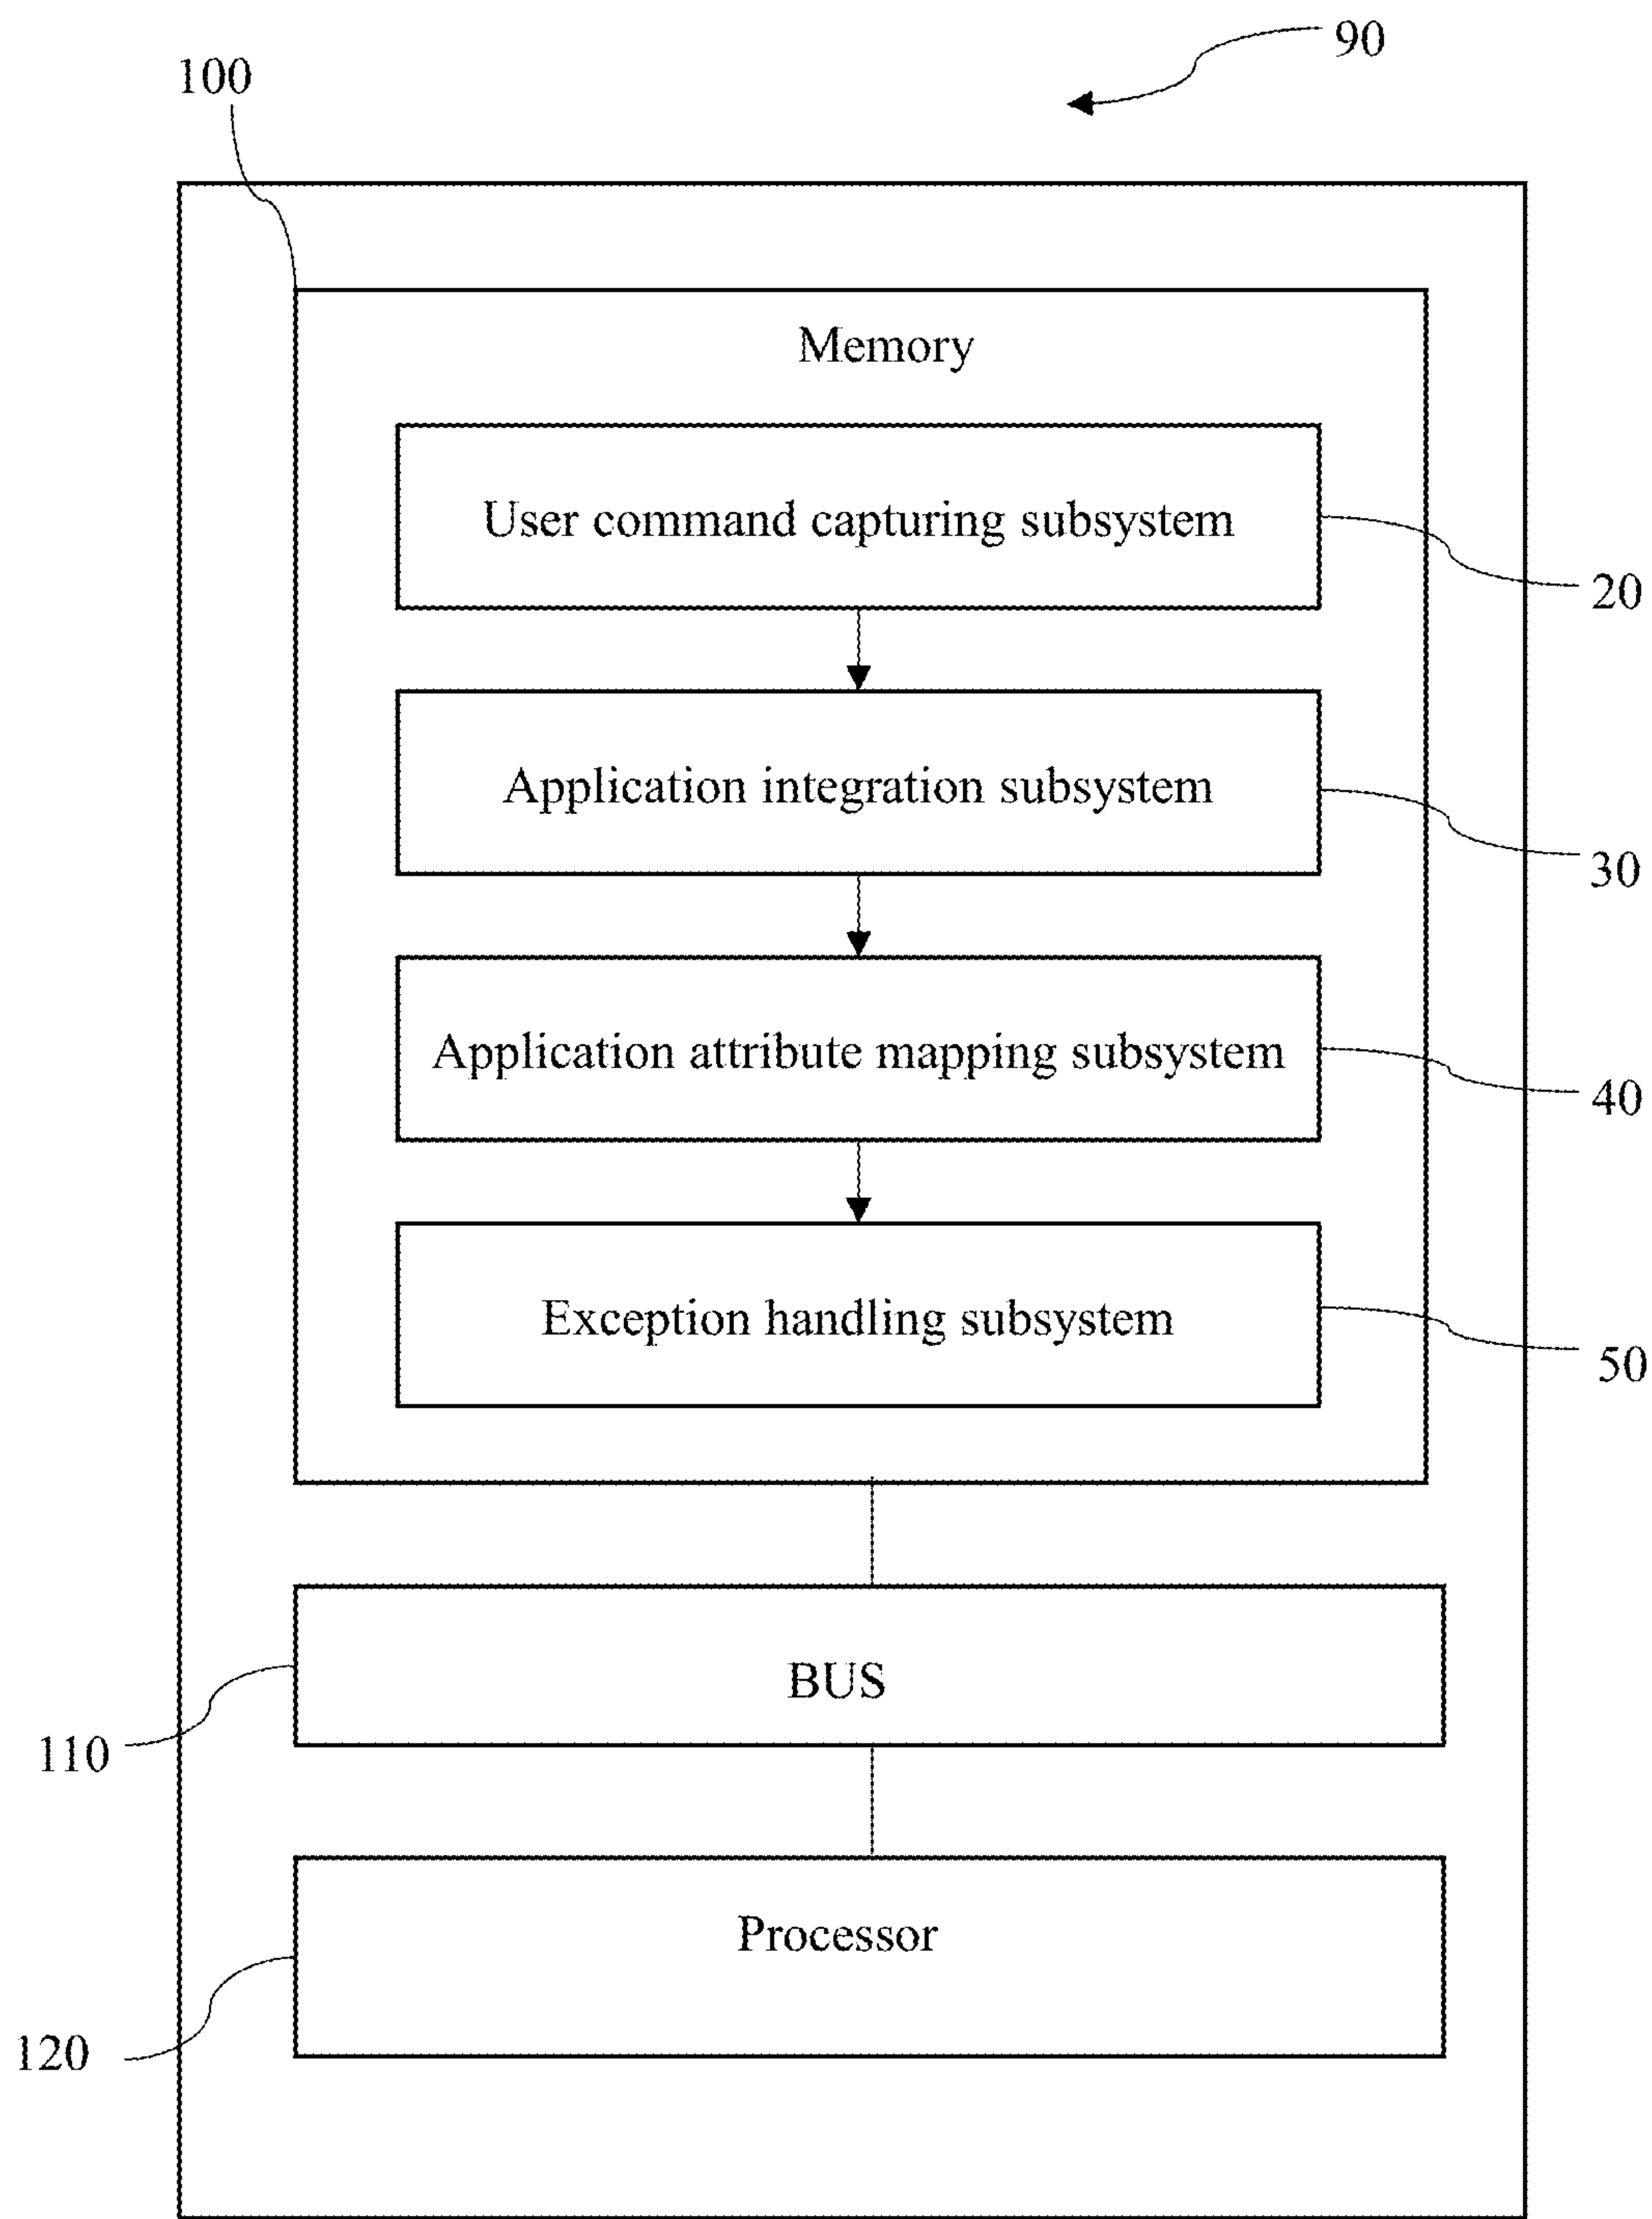 90
100
Memory
User command capturing subsystem
20
Application integration subsystem
30
Application attribute mapping subsystem
40
Exception handling subsystem
50
BUS
110
Processor
120